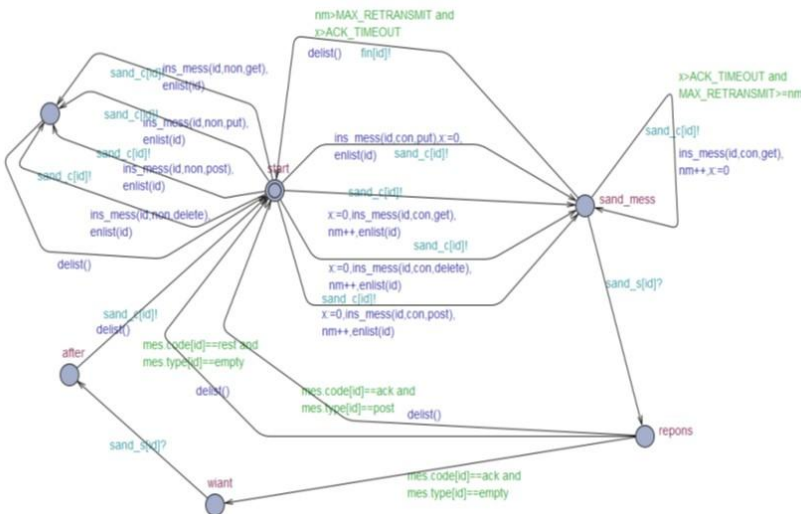 nm>MAX_RETRANSMIT and
x>ACK_TIMEOUT
delist() fin[id]!
x>ACK_TIMEOUT and
MAX_RETRANSMIT>=nm
sand_c[id]!
ins_mess(id,non,get),
enlist(id)
sand_c[id]!
ins_mess(id,non,put),
enlist(id)
sand_c[id]!
ins_mess(id,non,post),
enlist(id)
sand_c[id]!
ins_mess(id,non,delete),
enlist(id)
delist()
start
ins_mess(id,con,put),x:=0,
enlist(id) sand_c[id]!
sand_c[id]!
x:=0,ins_mess(id,con,get),
nm++,enlist(id)
sand_c[id]!
x:=0,ins_mess(id,con,delete),
nm++,enlist(id)
sand_c[id]!
x:=0,ins_mess(id,con,post),
nm++,enlist(id)
sand_mess
sand_c[id]!
ins_mess(id,con,get),
nm++,x:=0
sand_s[id]?
sand_c[id]!
delist()
after
mes.code[id]==rest and
mes.type[id]==empty
delist()
mes.code[id]==ack and
mes.type[id]==post
delist()
repons
sand_s[id]?
wiant
mes.code[id]==ack and
mes.type[id]==empty